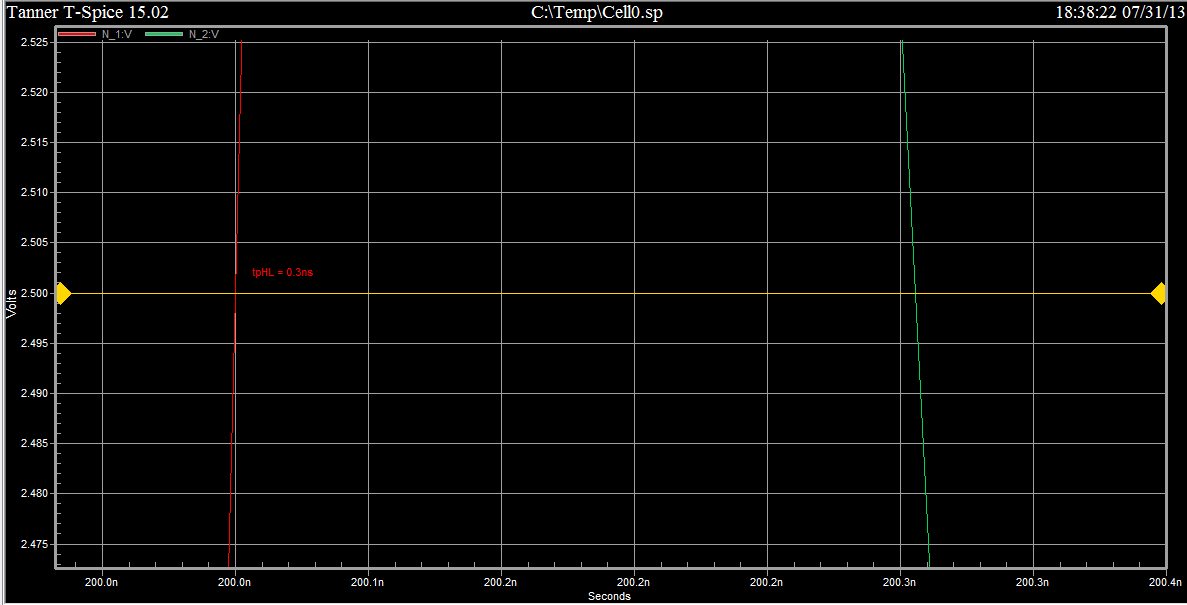 Tanner T-Spice 15.02 C:\Temp\Cell0.sp 18:38:22 07/31/13
N_1:V N_2:V
2.525
2.520
2.515
2.510
2.505
tpHL = 0.3ns
2.500
Volts
2.495
2.490
2.485
2.480
2.475
200.0n 200.0n 200.1n 200.2n 200.2n 200.2n 200.3n 200.3n 200.4n
Seconds